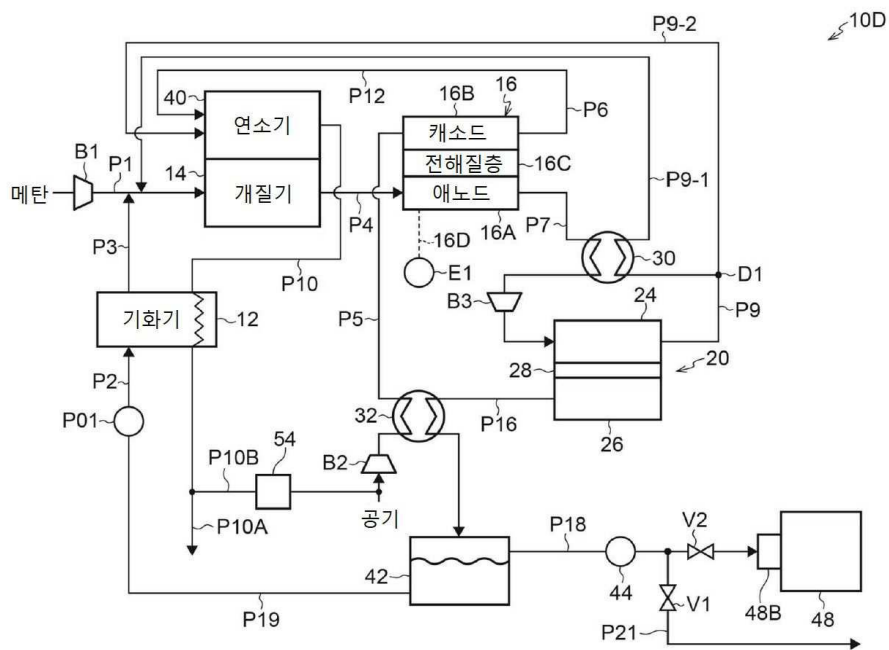 P9-2
10D
P12
16
40
16B
P6
연소기
캐소드
B1
P1
14
전해질층
16C
P9-1
메탄
개질기
애노드
P4
16A
P7
P3
16D
30
P10
E1
D1
B3
기화기
12
P5
24
P9
P2
28
20
32
P16
26
P01
54
P10B
B2
P10A
공기
P18
V2
42
44
V1
48B
48
P19
P21